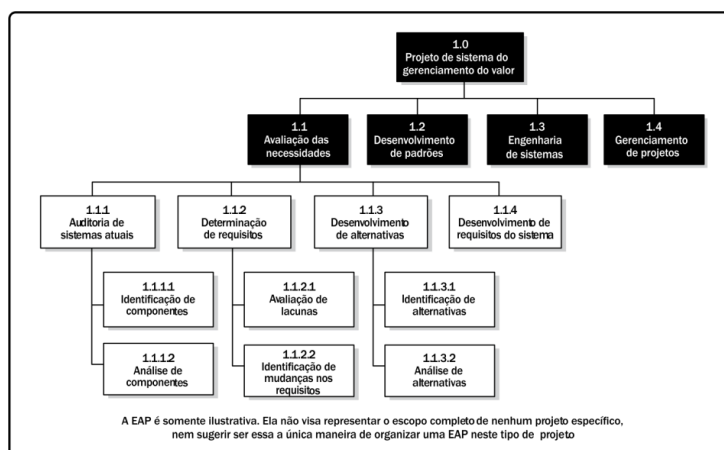 1.0
Projeto de sistema do
gerenciamento do valor
1.1
Avaliação das
necessidades
1.2
Desenvolvimento
de padrões
1.3
Engenharia
de sistemas
1.4
Gerenciamento
de projetos
1.1.1
Auditoria de
sistemas atuais
1.1.2
Determinação
de requisitos
1.1.3
Desenvolvimento
de alternativas
1.1.4
Desenvolvimento de
requisitos do sistema
1.1.1.1
Identificação de
componentes
1.1.2.1
Avaliação de
lacunas
1.1.3.1
Identificação de
alternativas
1.1.1.2
Análise de
componentes
1.1.2.2
Identificação de
mudanças nos
requisitos
1.1.3.2
Análise de
alternativas
A EAP é somente ilustrativa. Ela não visa representar o escopo completo de nenhum projeto específico,
nem sugerir ser essa a única maneira de organizar uma EAP neste tipo de projeto